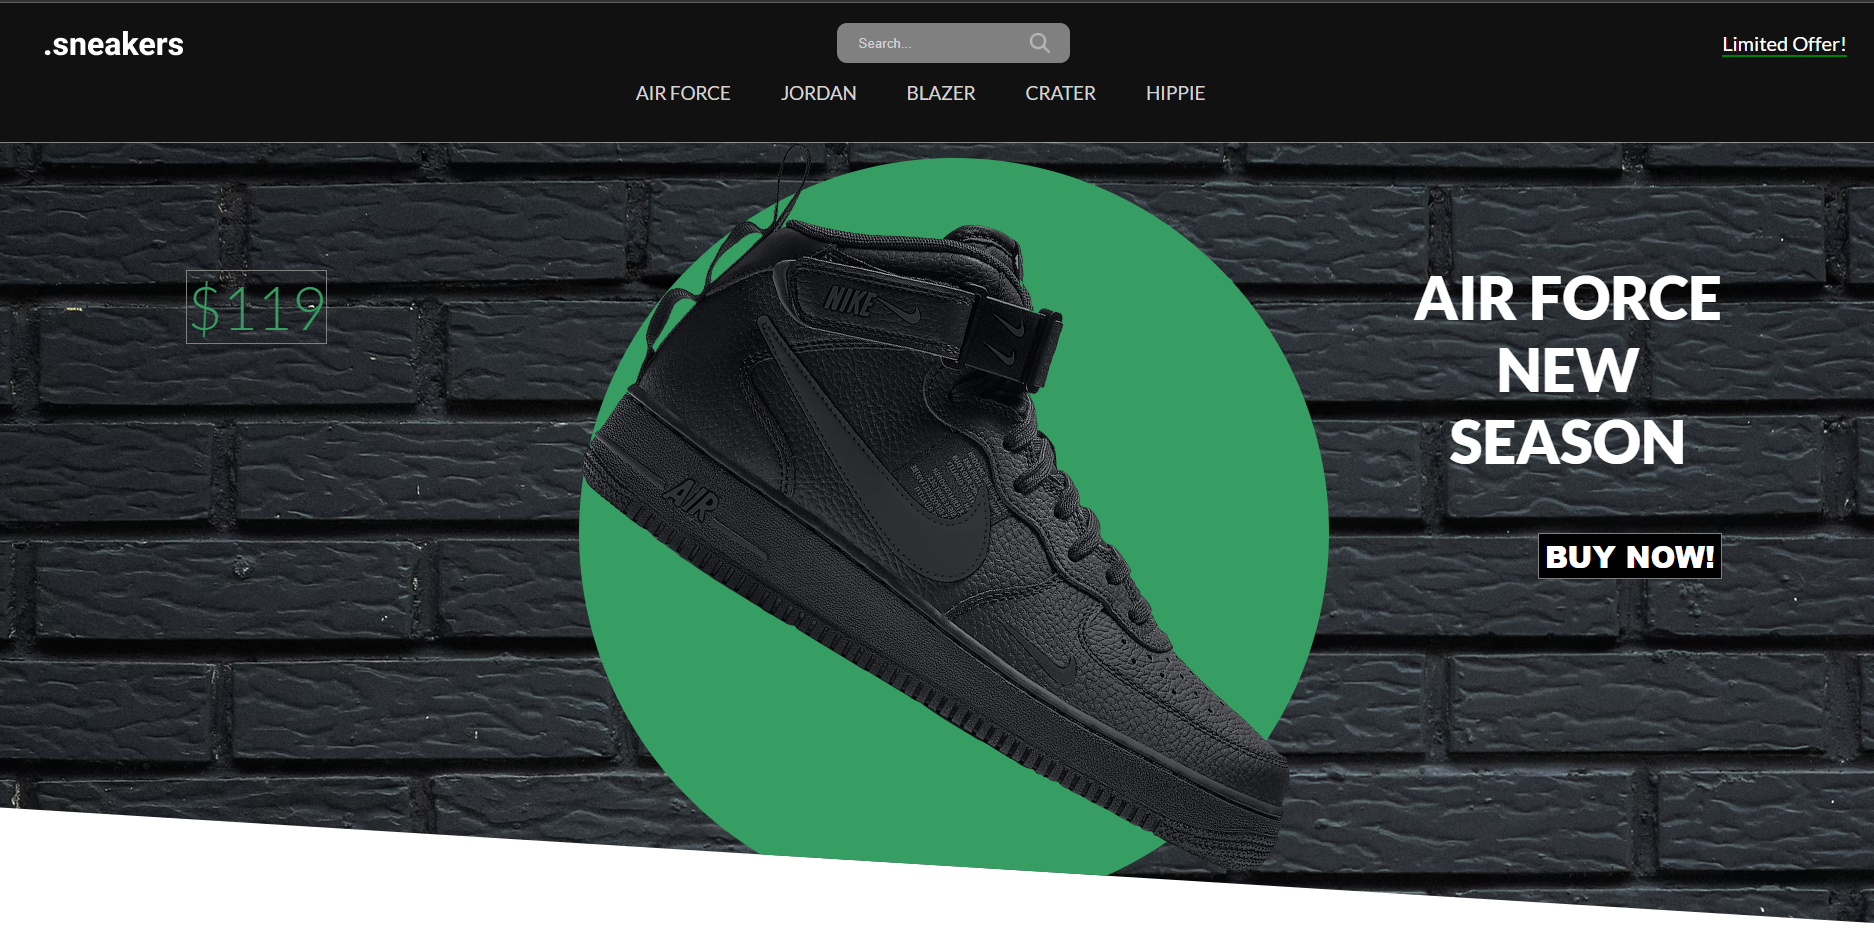 .sneakers
Search...
Limited Offer!
AIR FORCE JORDAN BLAZER CRATER HIPPIE
$119
NIKE
AIR
AIR FORCE
NEW
SEASON
BUY NOW!